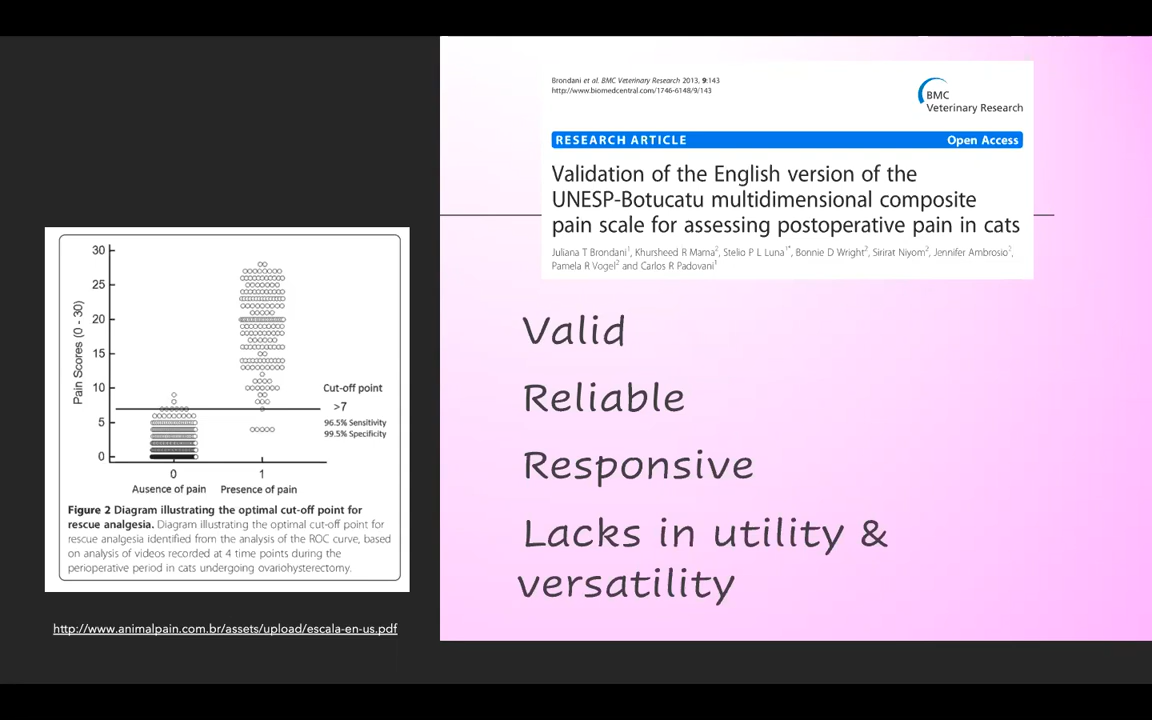 Brondani et al. BMC Veterinary Research 2013, 9:143
http://www.biomedcentral.com/1746-6148/9/143
BMC
Veterinary Research
RESEARCH ARTICLE
Open Access
Validation of the English version of the
UNESP-Botucatu multidimensional composite
pain scale for assessing postoperative pain in cats
Juliana T Brondani1, Khursheed R Mama2, Stelio P L Luna1*, Bonnie D Wright3, Sirirat Niyom2, Jennifer Ambrosio2,
Pamela R Vogel2 and Carlos R Padovani1
30
25
20
15
10
5
0
Pain Scores (0 - 30)
Cut-off point
>7
96.5% Sensitivity
99.5% Specificity
0
1
Ausence of pain
Presence of pain
Figure 2 Diagram illustrating the optimal cut-off point for
rescue analgesia. Diagram illustrating the optimal cut-off point for
rescue analgesia identified from the analysis of the ROC curve, based
on analysis of videos recorded at 4 time points during the
perioperative period in cats undergoing ovariohysterectomy.
http://www.animalpain.com.br/assets/upload/escala-en-us.pdf
Valid
Reliable
Responsive
Lacks in utility &
versatility